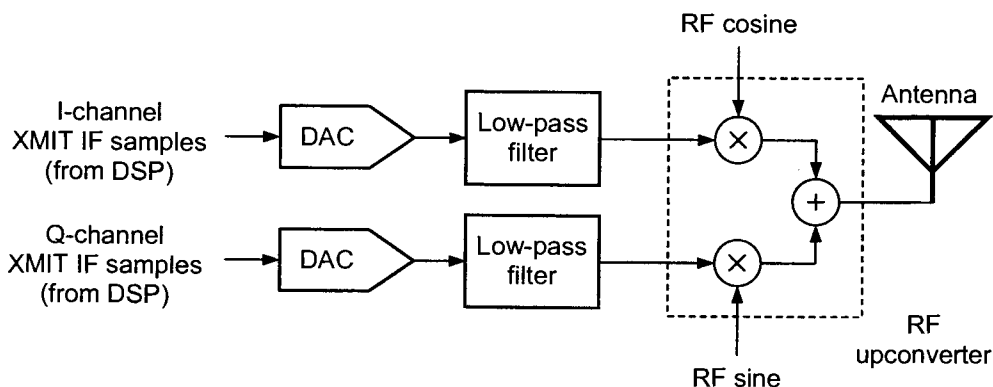 RF cosine
I-channel
XMIT IF samples
(from DSP)
DAC
Low-pass
filter
×
Antenna
+
Q-channel
XMIT IF samples
(from DSP)
DAC
Low-pass
filter
×
RF
upconverter
RF sine